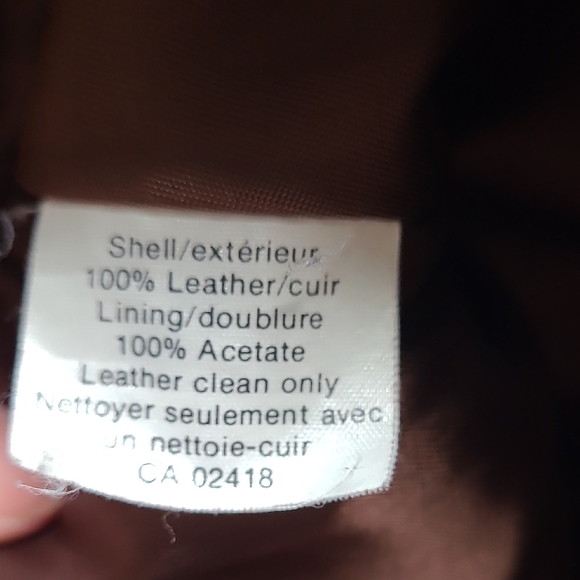 Shell/extérieur
100% Leather/cuir
Lining/doublure
100% Acetate
Leather clean only
Nettoyer seulement avec
un nettoie-cuir
CA 02418